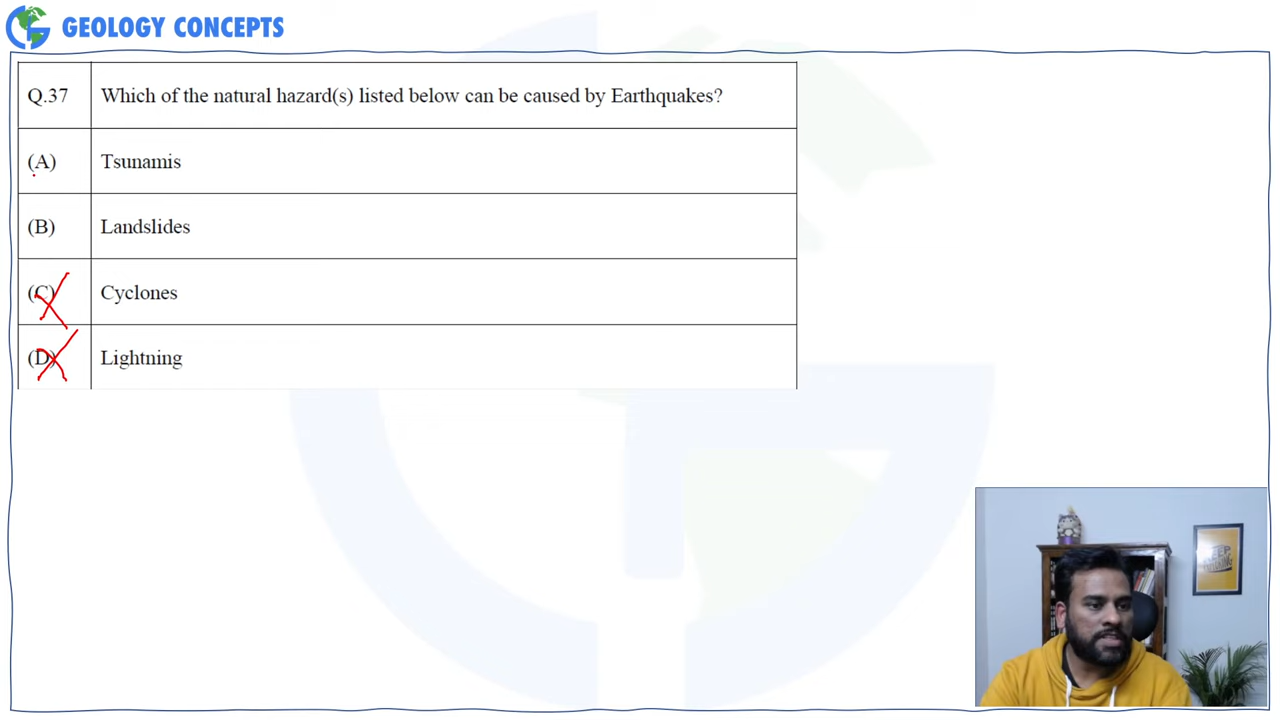 GEOLOGY CONCEPTS
Q.37 Which of the natural hazard(s) listed below can be caused by Earthquakes?
(A) Tsunamis
(B) Landslides
(C) Cyclones
(D) Lightning
KEEP